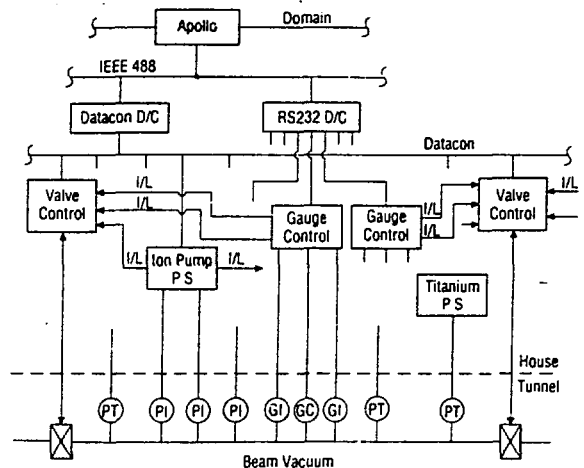 Apollo
Domain
IEEE 488
Datacon D/C
RS232 D/C
Datacon
Valve
Control
I/L
I/L
I/L
Gauge
Control
Gauge
Control
I/L
I/L
Valve
Control
I/L
I/L
Ion Pump
P S
I/L
Titanium
P S
House
Tunnel
PT
PI
PI
PI
GI
GC
GI
PT
PT
Beam Vacuum